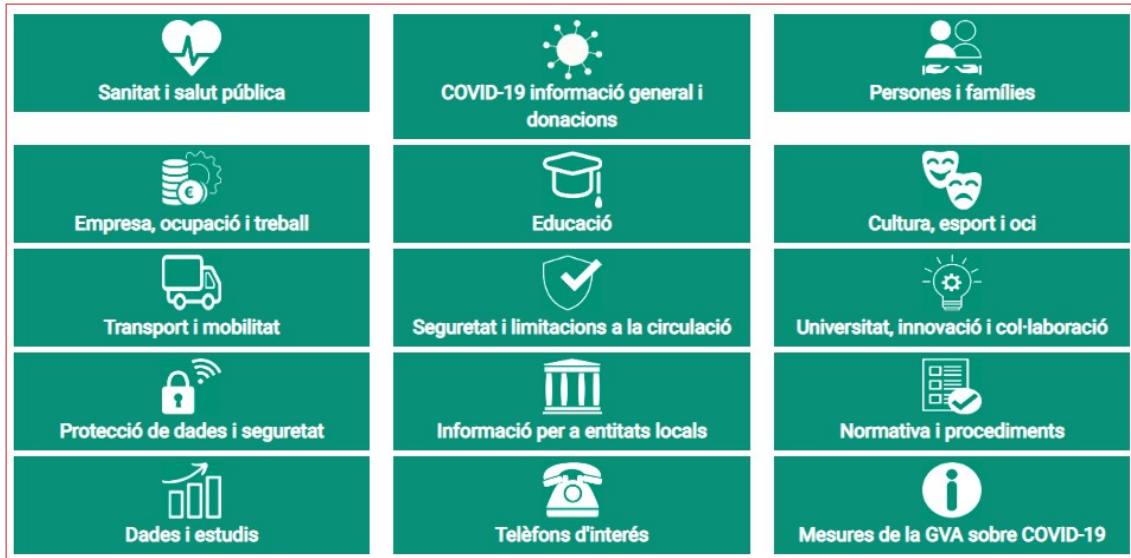 Sanitat i salut pública
COVID-19 informació general i
donacions
Persones i famílies
Empresa, ocupació i treball
Educació
Cultura, esport i oci
Transport i mobilitat
Seguretat i limitacions a la circulació
Universitat, innovació i col·laboració
Protecció de dades i seguretat
Informació per a entitats locals
Normativa i procediments
Dades i estudis
Telèfons d'interés
Mesures de la GVA sobre COVID-19